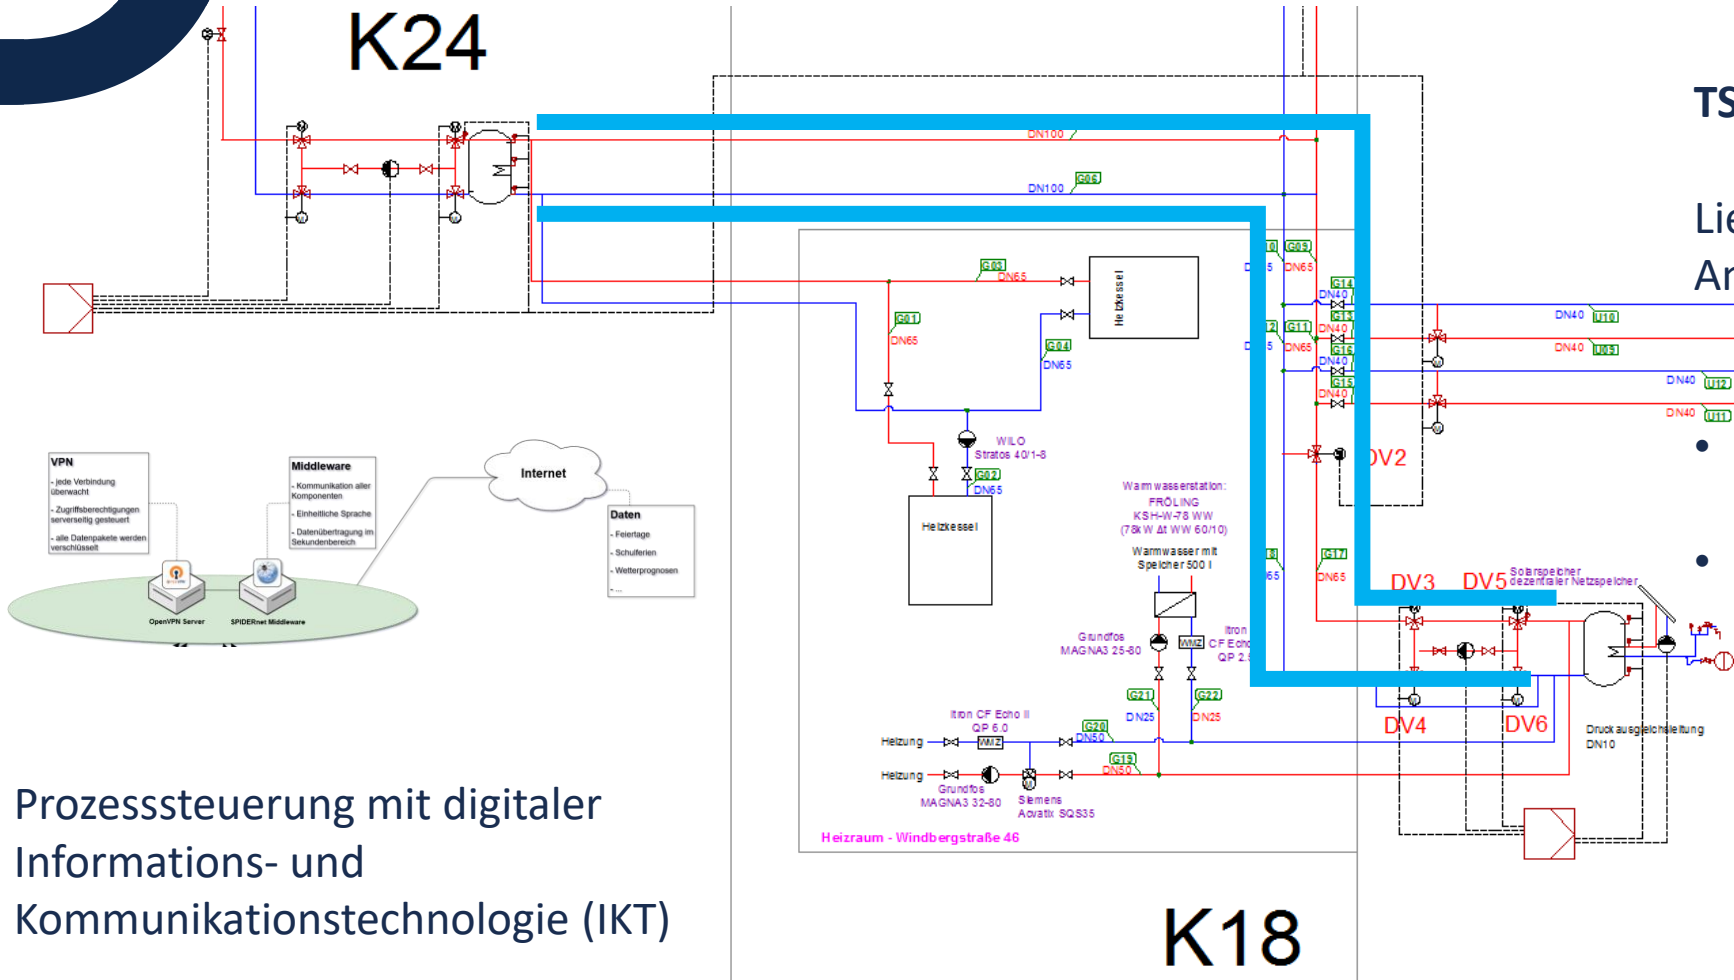 K24
TS
Lie
DN100
G06
DN100
G03
DN65
G01
DN65
G04
DN65
Heizkessel
G09
DN65
G14
DN40
G13
G11
DN40
DN65
G16
DN40
G15
DN40
DN40 U10
DN40 U09
DN40 U12
DN40 U11
DV2
WILO
Stratos 40/1-8
G02
DN65
Heizkessel
Warmwasserstation:
FRÖLING
KSH-W-78 WW
(78kW Δt WW 60/10)
Warmwasser mit
Speicher 500 l
G17
DN65
DV3
DV5
Solarspeicher
dezentraler Netzspeicher
Grundfos
MAGNA3 25-80
WMZ
Itron
CF Echo
QP 2.5
G21
DN25
G22
DN25
Itron CF Echo II
QP 6.0
Heizung
WMZ
G20
DN50
Heizung
G19
DN50
Grundfos
MAGNA3 32-80
Siemens
Acvatix SQS35
DV4
DV6
Druckausgleichsleitung
DN10
Heizraum - Windbergstraße 46
K18
VPN
- jede Verbindung
überwacht
- Zugriffsberechtigungen
serverseitig gesteuert
- alle Datenpakete werden
verschlüsselt
Middleware
- Kommunikation aller
Komponenten
- Einheitliche Sprache
- Datenübertragung im
Sekundenbereich
Internet
Daten
- Feiertage
- Schulferien
- Wetterprognosen
- ...
OpenVPN Server
SPIDERnet Middleware
Prozesssteuerung mit digitaler
Informations- und
Kommunikationstechnologie (IKT)